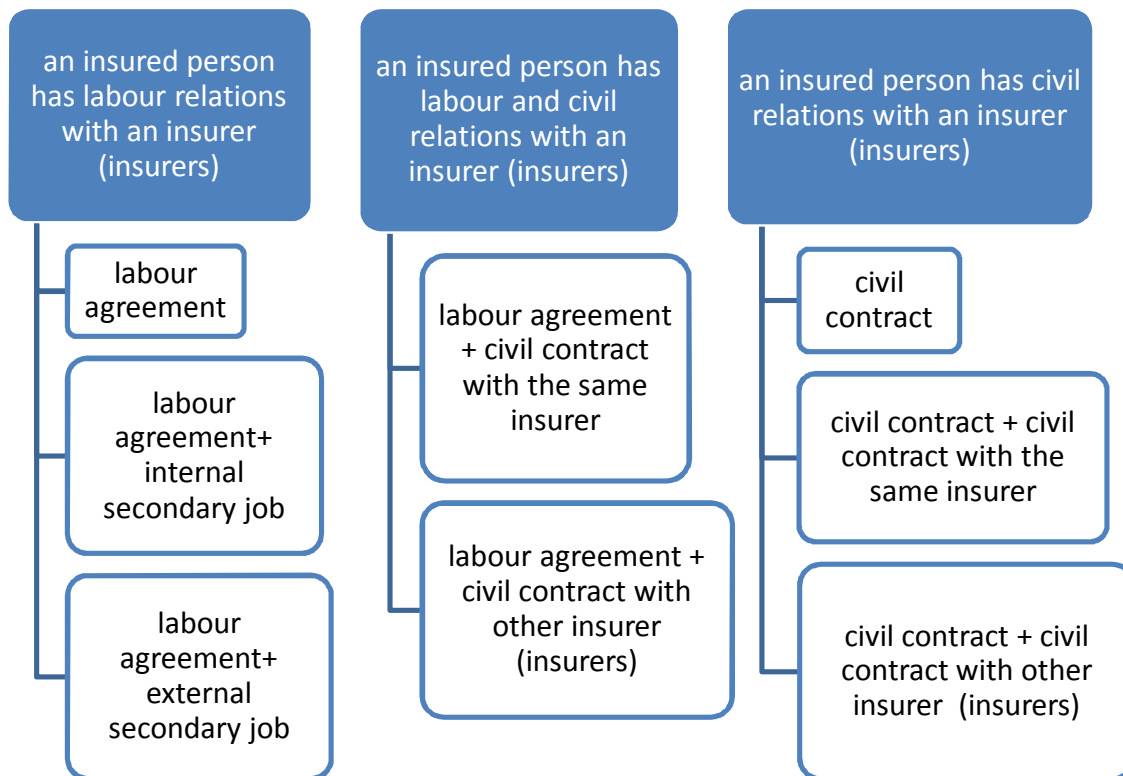 an insured person
has labour relations
with an insurer
(insurers)
labour
agreement
labour
agreement+
internal
secondary job
labour
agreement+
external
secondary job
an insured person has
labour and civil
relations with an
insurer (insurers)
labour agreement
+ civil contract
with the same
insurer
labour agreement +
civil contract with
other insurer
(insurers)
an insured person has civil
relations with an insurer
(insurers)
civil
contract
civil contract + civil
contract with the
same insurer
civil contract + civil
contract with other
insurer  (insurers)